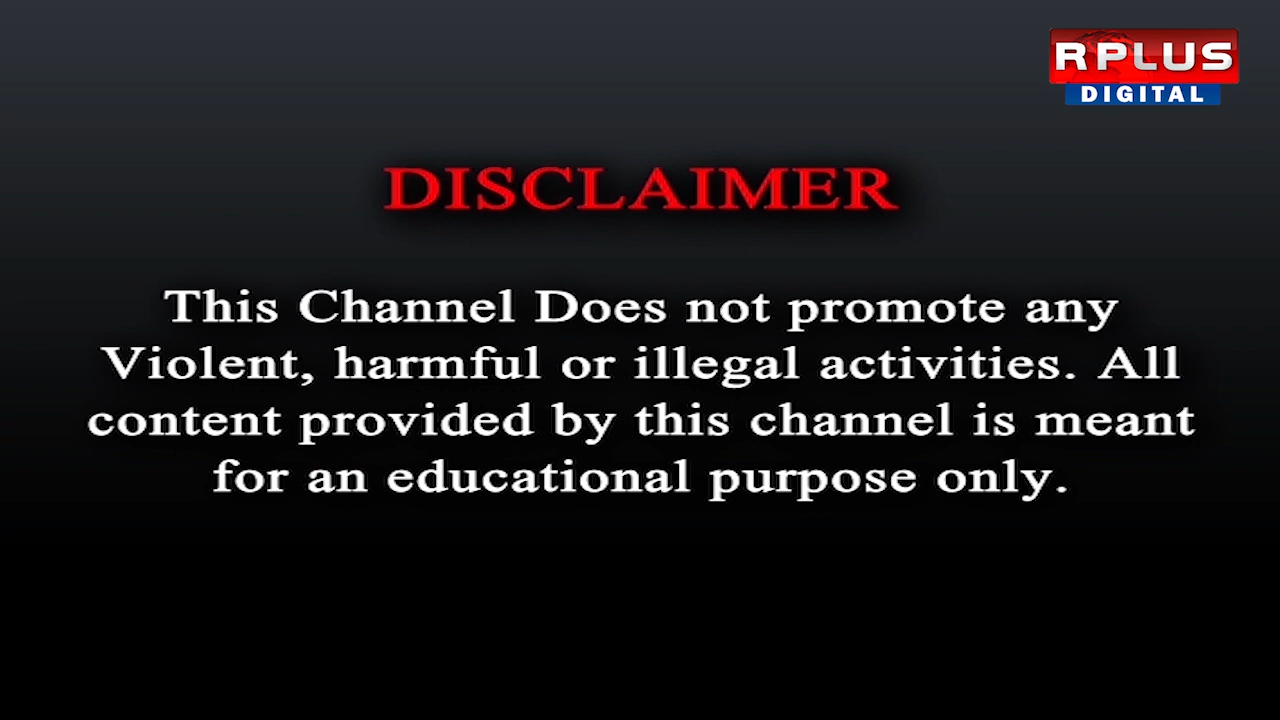 RPLUS
DIGITAL
DISCLAIMER
This Channel Does not promote any
Violent, harmful or illegal activities. All
content provided by this channel is meant
for an educational purpose only.